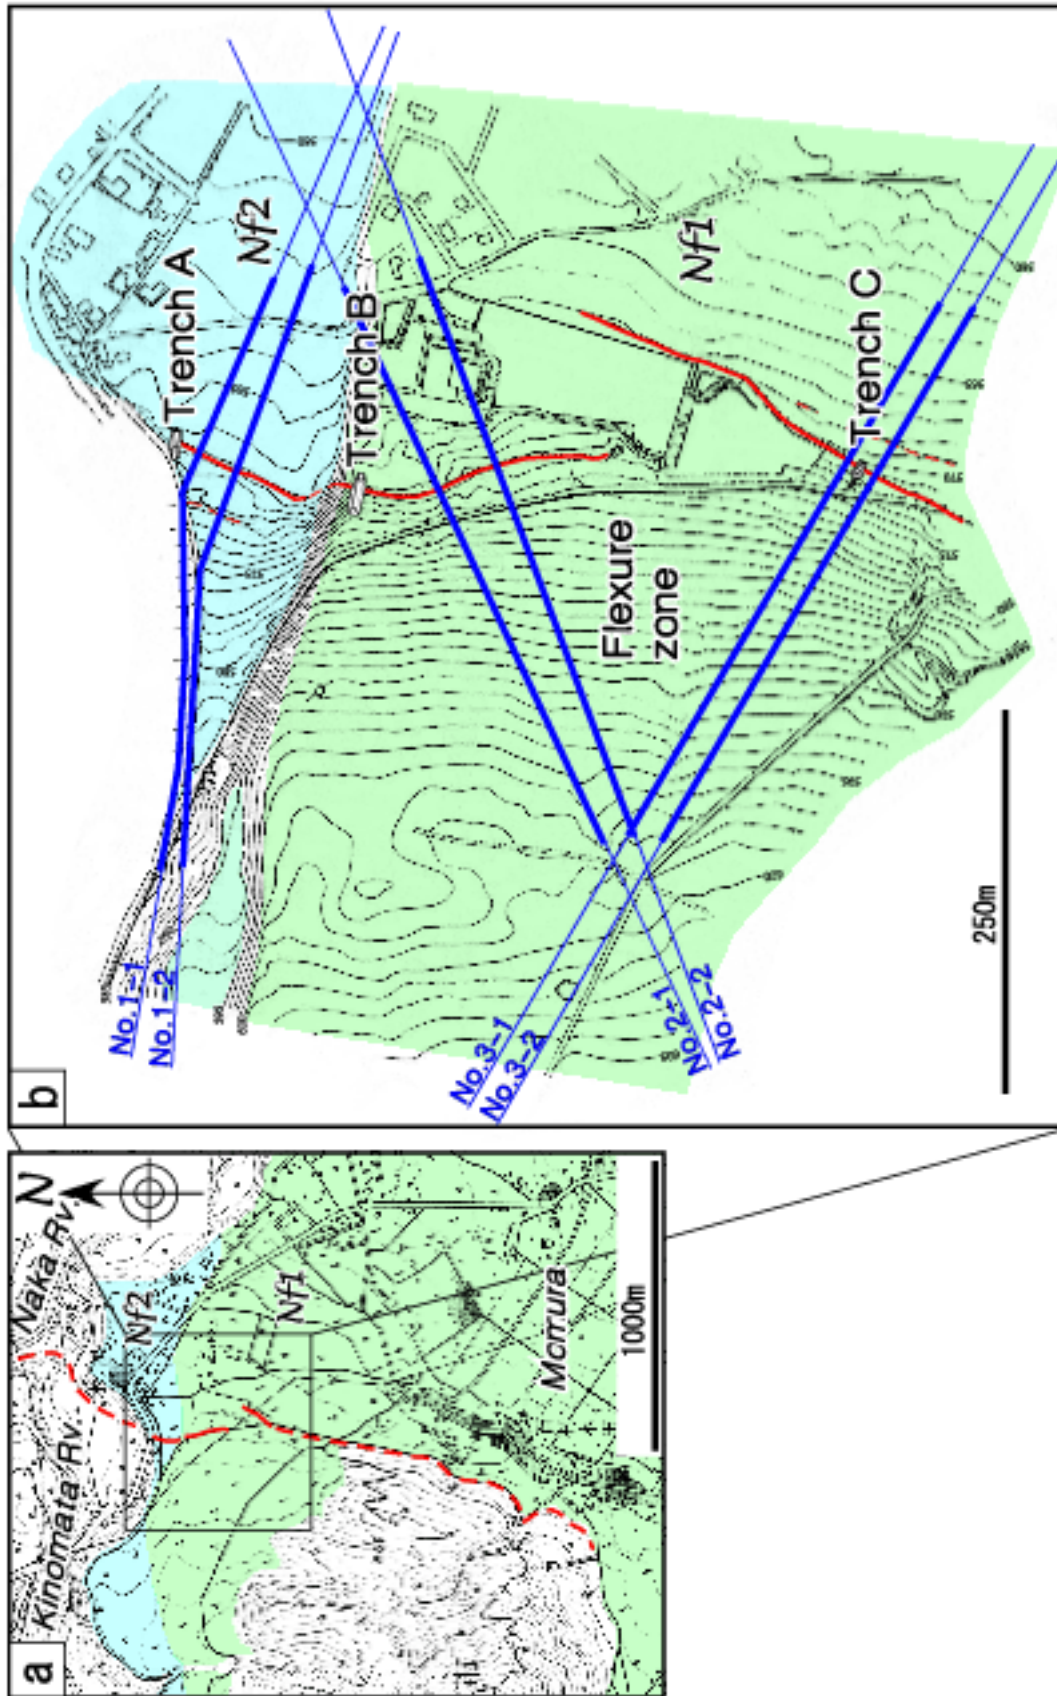 a
Kinomata Rv.
Naka Rv.
N
Nf2
Nf1
Momura
1000m
b
No.1-1
No.1-2
Trench A
Nf2
Trench B
Nf1
Trench C
Flexure
zone
No.3-1
No.3-2
No.2-1
No.2-2
250m